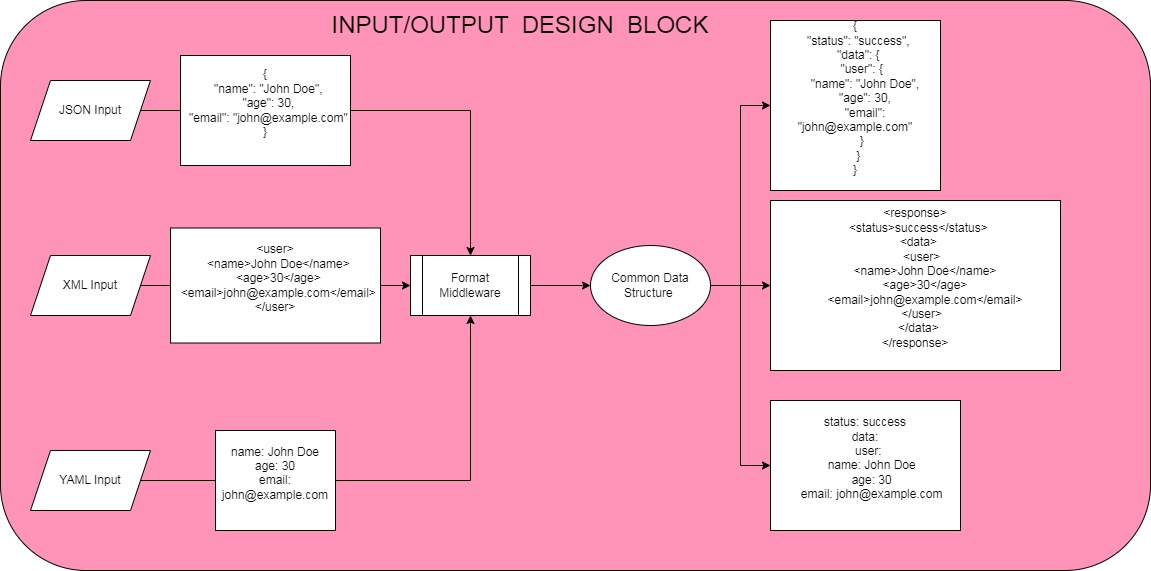 INPUT/OUTPUT DESIGN BLOCK
JSON Input
{
"name": "John Doe",
"age": 30,
"email": "john@example.com"
}
XML Input
<user>
<name>John Doe</name>
<age>30</age>
<email>john@example.com</email>
</user>
YAML Input
name: John Doe
age: 30
email:
john@example.com
Format
Middleware
Common Data
Structure
{
"status": "success",
"data": {
"user": {
"name": "John Doe",
"age": 30,
"email":
"john@example.com"
}
}
}
<response>
<status>success</status>
<data>
<user>
<name>John Doe</name>
<age>30</age>
<email>john@example.com</email>
</user>
</data>
</response>
status: success
data:
user:
name: John Doe
age: 30
email: john@example.com